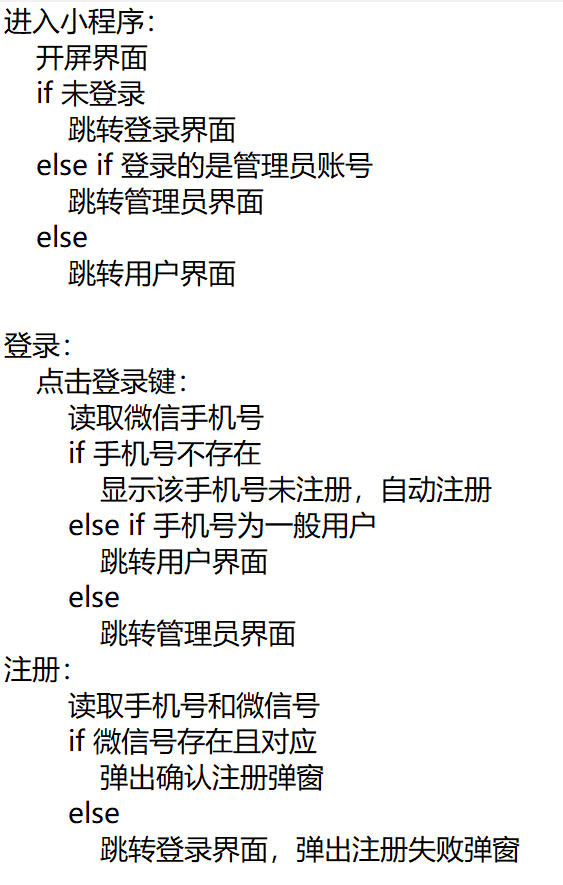 进入小程序：
开屏界面
if 未登录
跳转登录界面
else if 登录的是管理员账号
跳转管理员界面
else
跳转用户界面
登录：
点击登录键：
读取微信手机号
if 手机号不存在
显示该手机号未注册，自动注册
else if 手机号为一般用户
跳转用户界面
else
跳转管理员界面
注册：
读取手机号和微信号
if 微信号存在且对应
弹出确认注册弹窗
else
跳转登录界面，弹出注册失败弹窗